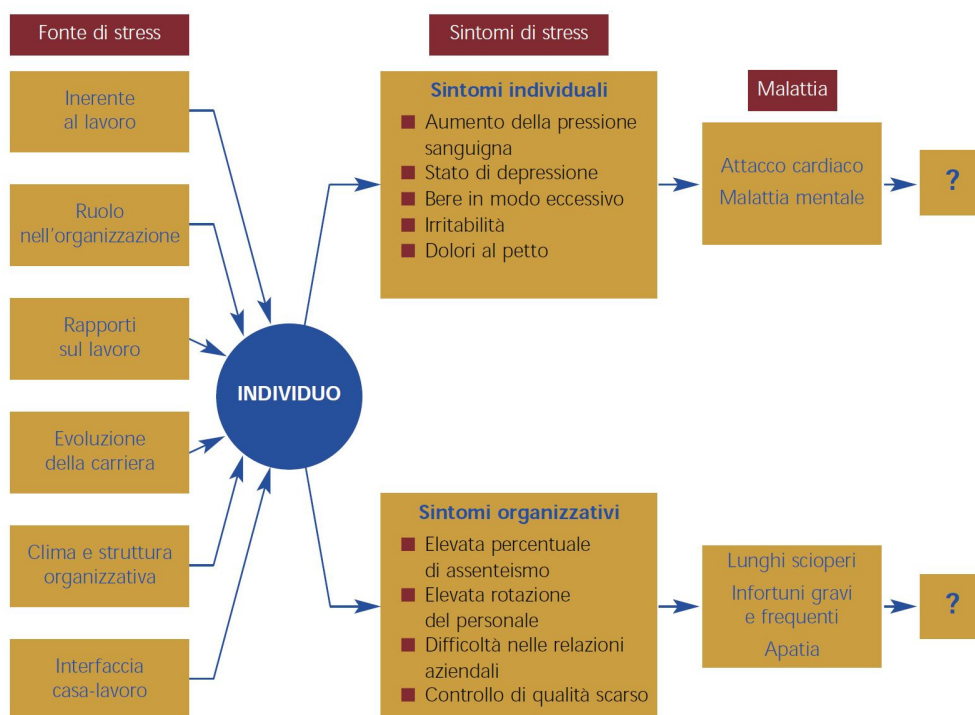 Fonte di stress
Inerente
al lavoro
Ruolo
nell'organizzazione
Rapporti
sul lavoro
Evoluzione
della carriera
Clima e struttura
organizzativa
Interfaccia
casa-lavoro
INDIVIDUO
Sintomi di stress
Sintomi individuali
Aumento della pressione
sanguigna
Stato di depressione
Bere in modo eccessivo
Irritabilità
Dolori al petto
Malattia
Attacco cardiaco
Malattia mentale
?
Sintomi organizzativi
Elevata percentuale
di assenteismo
Elevata rotazione
del personale
Difficoltà nelle relazioni
aziendali
Controllo di qualità scarso
Lunghi scioperi
Infortuni gravi
e frequenti
Apatia
?